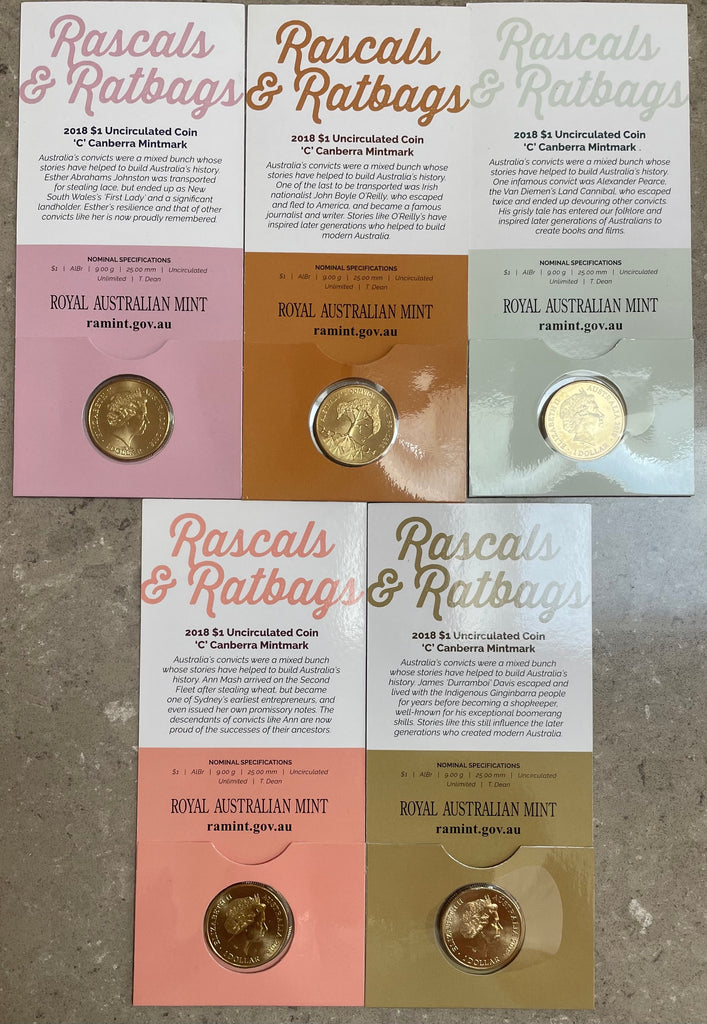 Rascals
& Ratbags
2018 $1 Uncirculated Coin
'C' Canberra Mintmark
Australia's convicts were a mixed bunch whose
stories have helped to build Australia's history.
Esther Abrahams Johnston was transported
for stealing lace, but ended up as New
South Wales's 'First Lady' and a significant
landholder. Esther's resilience and that of other
convicts like her is now proudly remembered.
NOMINAL SPECIFICATIONS
$1 | AlBr | 9.00 g | 25.00 mm | Uncirculated
Unlimited | T. Dean
ROYAL AUSTRALIAN MINT
ramint.gov.au
ELIZABETH II
DOLLAR
Rascals
& Ratbags
2018 $1 Uncirculated Coin
'C' Canberra Mintmark
Australia's convicts were a mixed bunch whose
stories have helped to build Australia's history.
One of the last to be transported was Irish
nationalist John Boyle O'Reilly, who escaped
and fled to America, and became a famous
journalist and writer. Stories like O'Reilly's have
inspired later generations who helped to build
modern Australia.
NOMINAL SPECIFICATIONS
$1 | AlBr | 9.00 g | 25.00 mm | Uncirculated
Unlimited | T. Dean
ROYAL AUSTRALIAN MINT
ramint.gov.au
Rascals
& Ratbags
2018 $1 Uncirculated Coin
'C' Canberra Mintmark .
Australia's convicts were a mixed bunch whose
stories have helped to build Australia's history.
One infamous convict was Alexander Pearce,
the Van Diemen's Land Cannibal, who escaped
twice and ended up devouring other convicts.
His grisly tale has entered our folklore and
inspired later generations of Australians to
create books and films.
NOMINAL SPECIFICATIONS
$1 | AlBr | 9.00 g | 25.00 mm | Uncirculated
Unlimited | T. Dean
ROYAL AUSTRALIAN MINT
ramint.gov.au
ELIZABETH II
AUSTRALIA
1 DOLLAR
Rascals
& Ratbags
2018 $1 Uncirculated Coin
'C' Canberra Mintmark
Australia's convicts were a mixed bunch
whose stories have helped to build Australia's
history. Ann Mash arrived on the Second
Fleet after stealing wheat, but became
one of Sydney's earliest entrepreneurs, and
even issued her own promissory notes. The
descendants of convicts like Ann are now
proud of the successes of their ancestors.
NOMINAL SPECIFICATIONS
$1 | AlBr | 9.00 g | 25.00 mm | Uncirculated
Unlimited | T. Dean
ROYAL AUSTRALIAN MINT
ramint.gov.au
ELIZABETH II
AUSTRALIA
1 DOLLAR
Rascals
& Ratbags
2018 $1 Uncirculated Coin
'C' Canberra Mintmark
Australia's convicts were a mixed bunch
whose stories have helped to build Australia's
history. James 'Durramboi' Davis escaped and
lived with the Indigenous Ginginbarra people
for years before becoming a shopkeeper,
well-known for his exceptional boomerang
skills. Stories like this still influence the later
generations who created modern Australia.
NOMINAL SPECIFICATIONS
$1 | AlBr | 9.00 g | 25.00 mm | Uncirculated
Unlimited | T. Dean
ROYAL AUSTRALIAN MINT
ramint.gov.au
ELIZABETH II
AUSTRALIA
1 DOLLAR